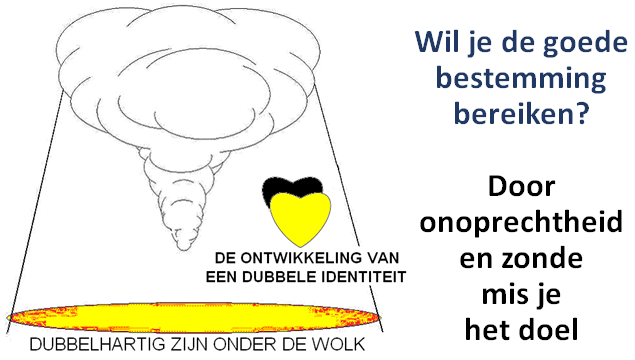 Wil je de goede
bestemming
bereiken?
Door
onoprechtheid
en zonde
mis je
het doel
DE ONTWIKKELING VAN
EEN DUBBELE IDENTITEIT
DUBBELHARTIG ZIJN ONDER DE WOLK